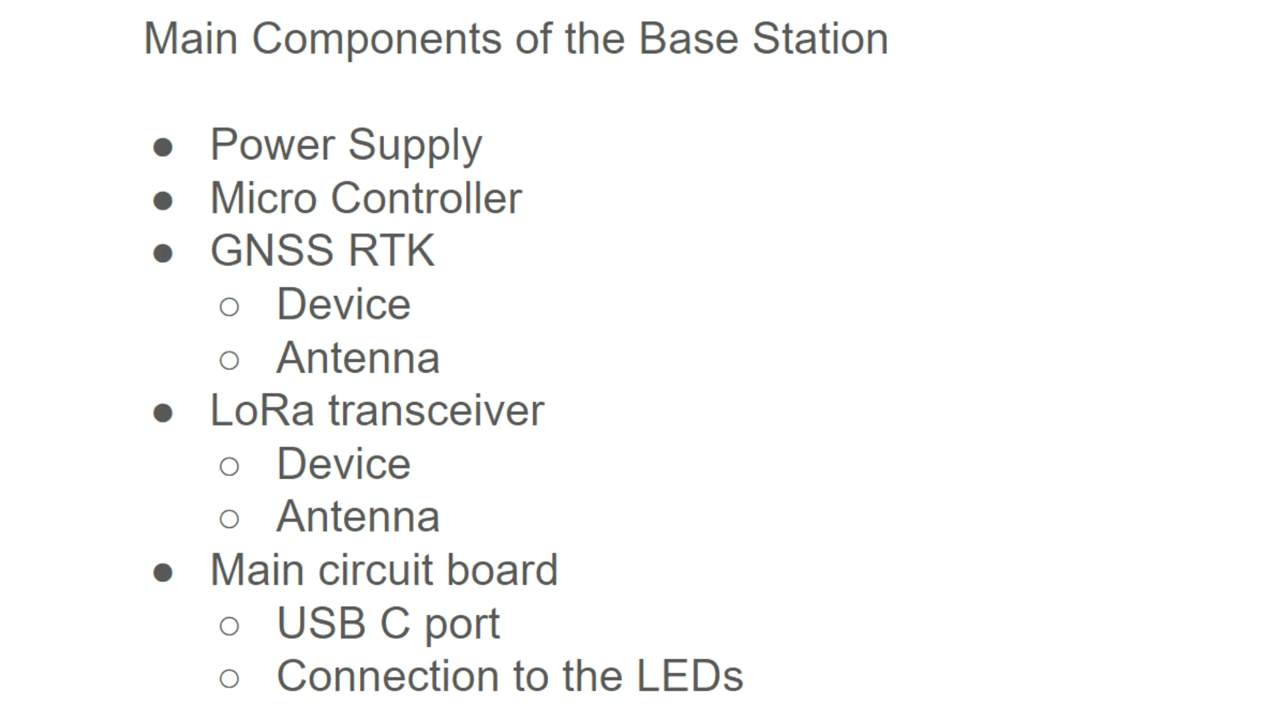 Main Components of the Base Station
● Power Supply
● Micro Controller
● GNSS RTK
○ Device
○ Antenna
● LoRa transceiver
○ Device
○ Antenna
● Main circuit board
○ USB C port
○ Connection to the LEDs